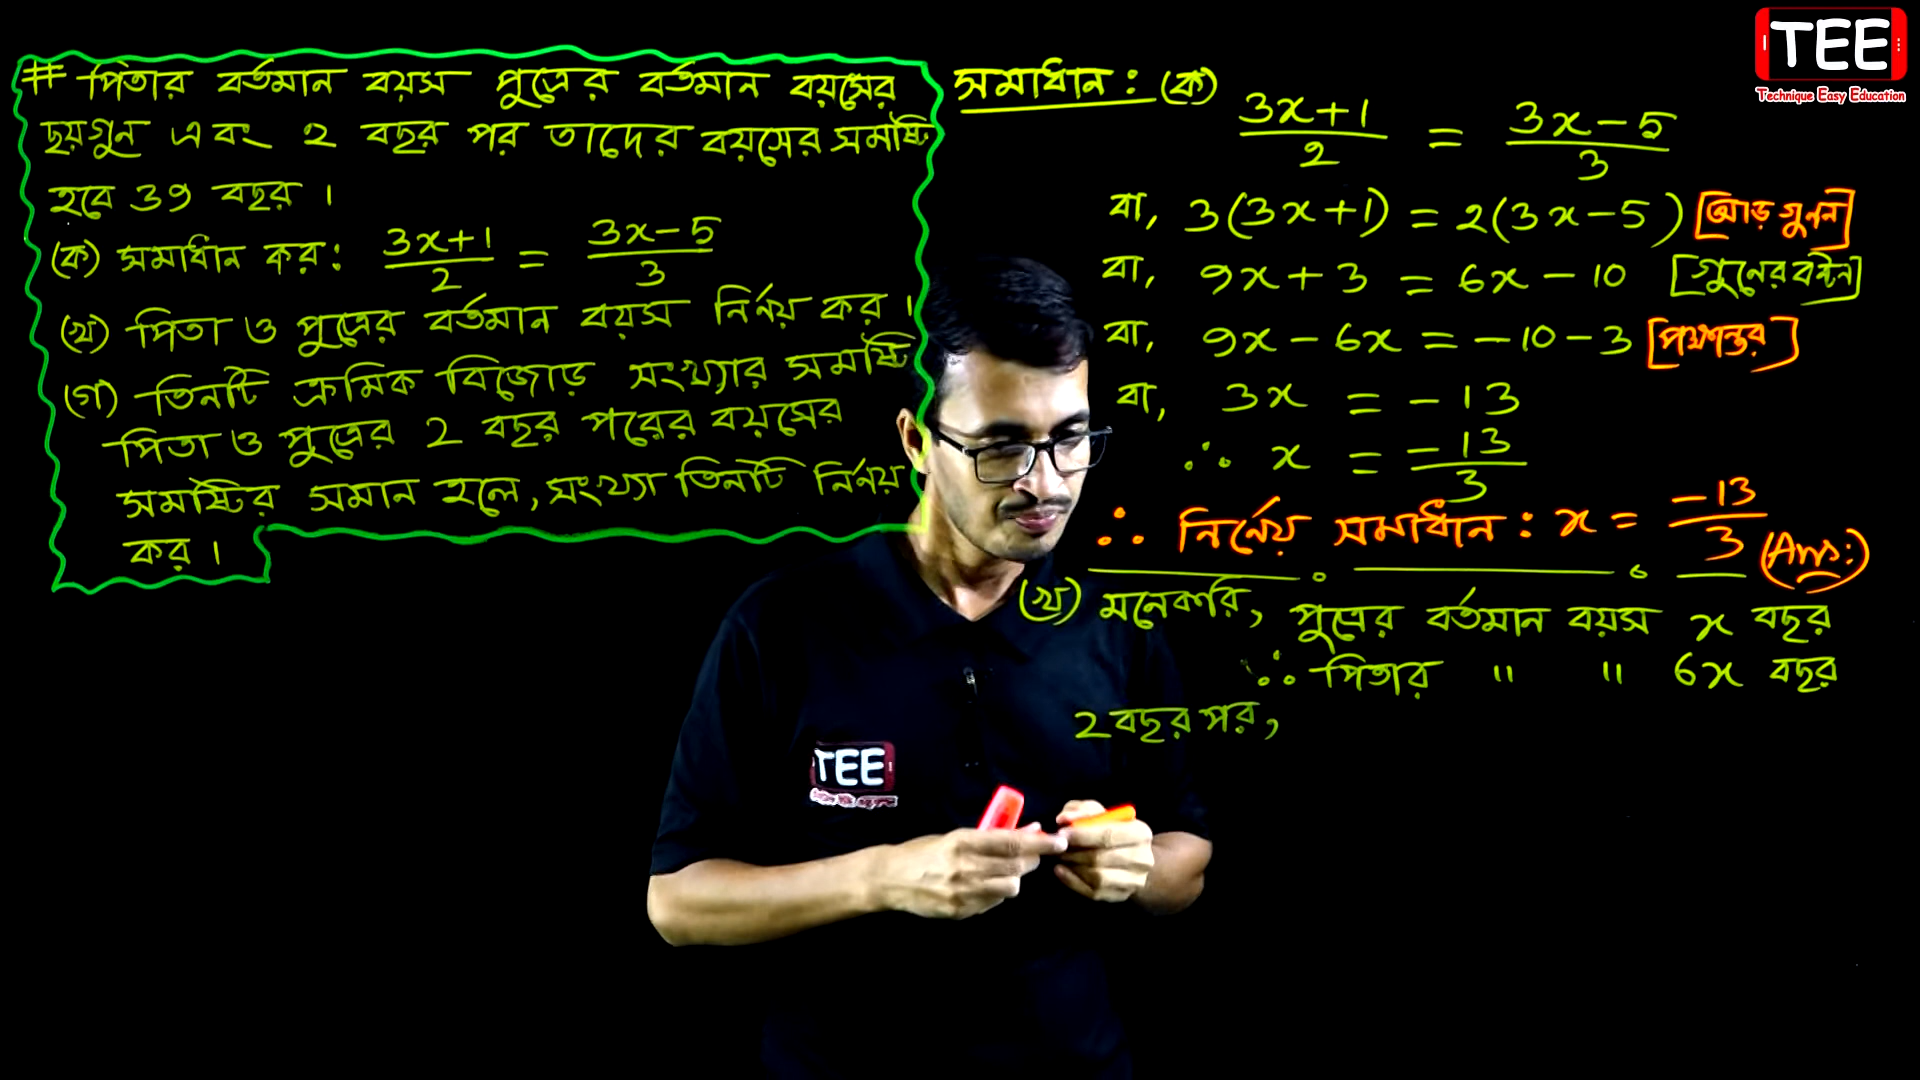 # পিতার বর্তমান বয়স পুত্রের বর্তমান বয়সের
ছয়গুন এবং 2 বছর পর তাদের বয়সের সমষ্টি
হবে 39 বছর ।
(ক) সমাধান কর: (3x+1)/2 = (3x-5)/3
(খ) পিতা ও পুত্রের বর্তমান বয়স নির্নয় কর ।
(গ) তিনটি ক্রমিক বিজোড় সংখ্যার সমষ্টি
পিতা ও পুত্রের 2 বছর পরের বয়সের
সমষ্টির সমান হলে, সংখ্যা তিনটি নির্নয়
কর ।
সমাধান : (ক)
(3x+1)/2 = (3x-5)/3
বা, 3(3x+1) = 2(3x-5) [আড় গুনন]
বা, 9x+3 = 6x-10 [গুনের বন্টন]
বা, 9x-6x = -10-3 [পক্ষান্তর]
বা, 3x = -13
∴ x = -13/3
∴ নির্নেয় সমাধান : x = -13/3 (Ans:)
(খ) মনেকরি, পুত্রের বর্তমান বয়স x বছর
∴ পিতার " " 6x বছর
2 বছর পর,
TEE
Technique Easy Education
TEE